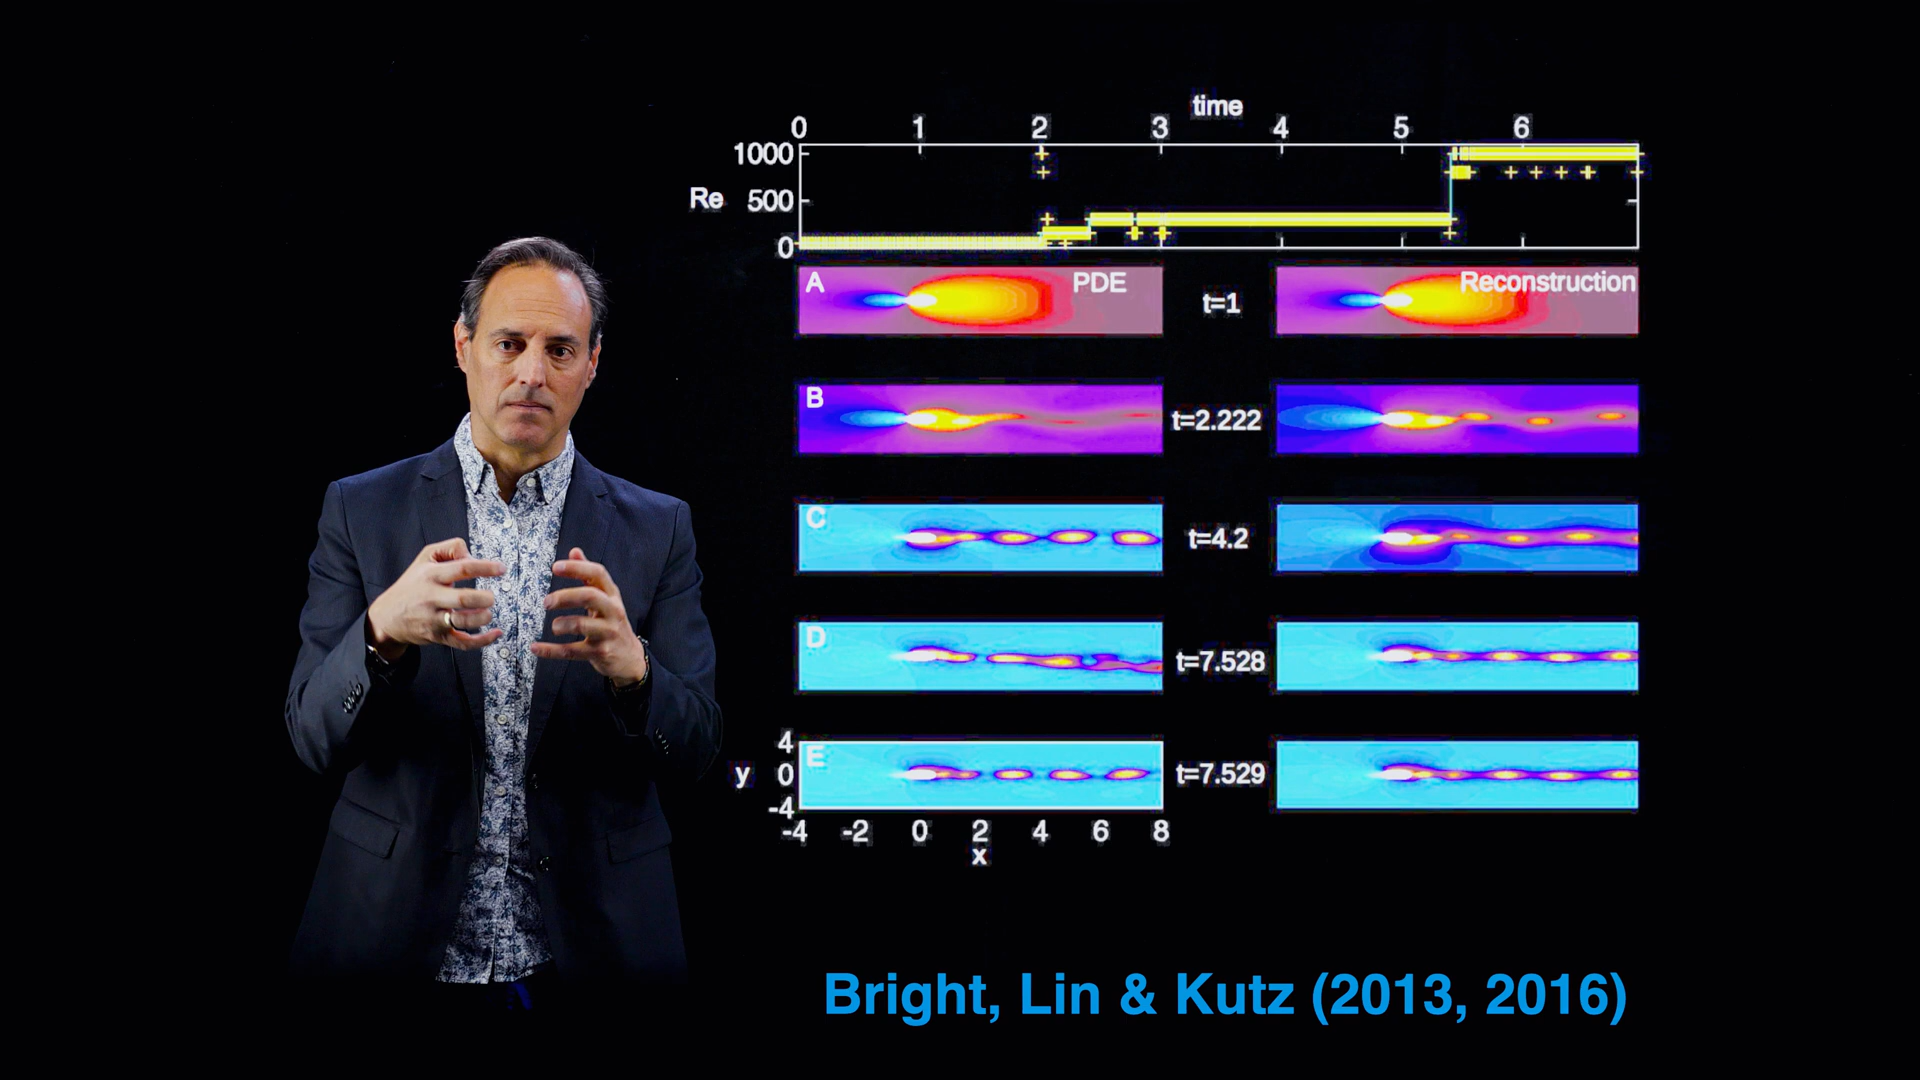 time
0 1 2 3 4 5 6
1000
Re 500
0
A PDE t=1 Reconstruction
B t=2.222
C t=4.2
D t=7.528
4
E
y 0 t=7.529
-4
-4 -2 0 2 4 6 8
x
Bright, Lin & Kutz (2013, 2016)